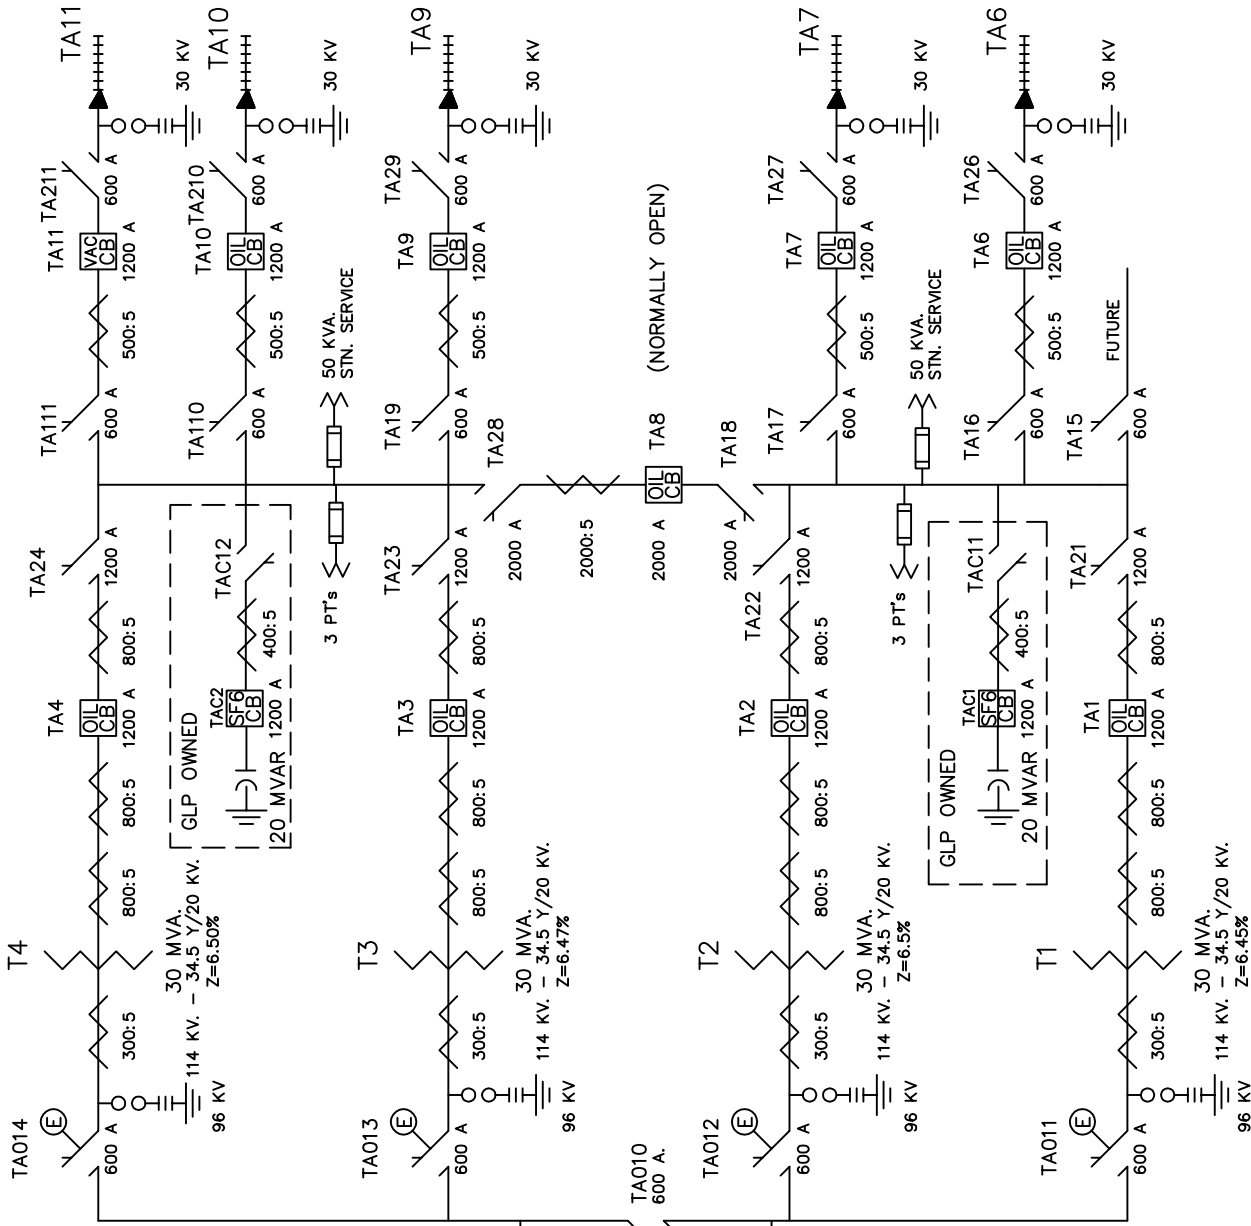 TA11
TA10
TA9
TA7
TA6
30 KV
30 KV
30 KV
30 KV
30 KV
TA211
600 A
TA210
600 A
TA29
600 A
TA27
600 A
TA26
600 A
TA11
VAC
CB
1200 A
TA10
OIL
CB
1200 A
TA9
OIL
CB
1200 A
TA7
OIL
CB
1200 A
TA6
OIL
CB
1200 A
(NORMALLY OPEN)
500:5
500:5
500:5
500:5
500:5
50 KVA.
STN. SERVICE
50 KVA.
STN. SERVICE
FUTURE
TA111
600 A
TA110
600 A
TA19
600 A
TA17
600 A
TA16
600 A
TA15
600 A
TA28
2000 A
2000:5
TA8
OIL
CB
2000 A
TA18
2000 A
TA24
1200 A
TAC12
3 PT's
TA23
1200 A
TA22
1200 A
3 PT's
TAC11
TA21
1200 A
800:5
400:5
800:5
800:5
400:5
800:5
TA4
OIL
CB
1200 A
TAC2
SF6
CB
1200 A
TA3
OIL
CB
1200 A
TA2
OIL
CB
1200 A
TAC1
SF6
CB
1200 A
TA1
OIL
CB
1200 A
GLP OWNED
20 MVAR
GLP OWNED
20 MVAR
800:5
800:5
800:5
800:5
800:5
800:5
800:5
800:5
T4
30 MVA.
114 KV. - 34.5 Y/20 KV.
Z=6.50%
T3
30 MVA.
114 KV. - 34.5 Y/20 KV.
Z=6.47%
T2
30 MVA.
114 KV. - 34.5 Y/20 KV.
Z=6.5%
T1
30 MVA.
114 KV. - 34.5 Y/20 KV.
Z=6.45%
300:5
300:5
300:5
300:5
96 KV
96 KV
96 KV
96 KV
TA014
E
600 A
TA013
E
600 A
TA010
600 A.
TA012
E
600 A
TA011
E
600 A